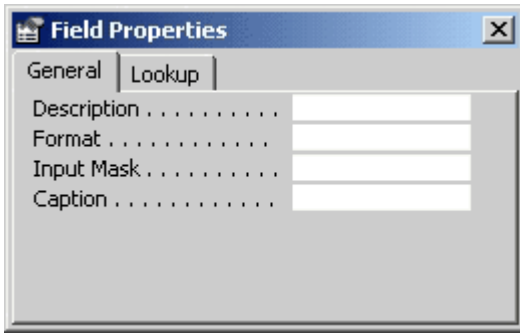 Field Properties
General Lookup
Description . . . . . . . . . .
Format . . . . . . . . . . . .
Input Mask . . . . . . . . . .
Caption . . . . . . . . . . . .